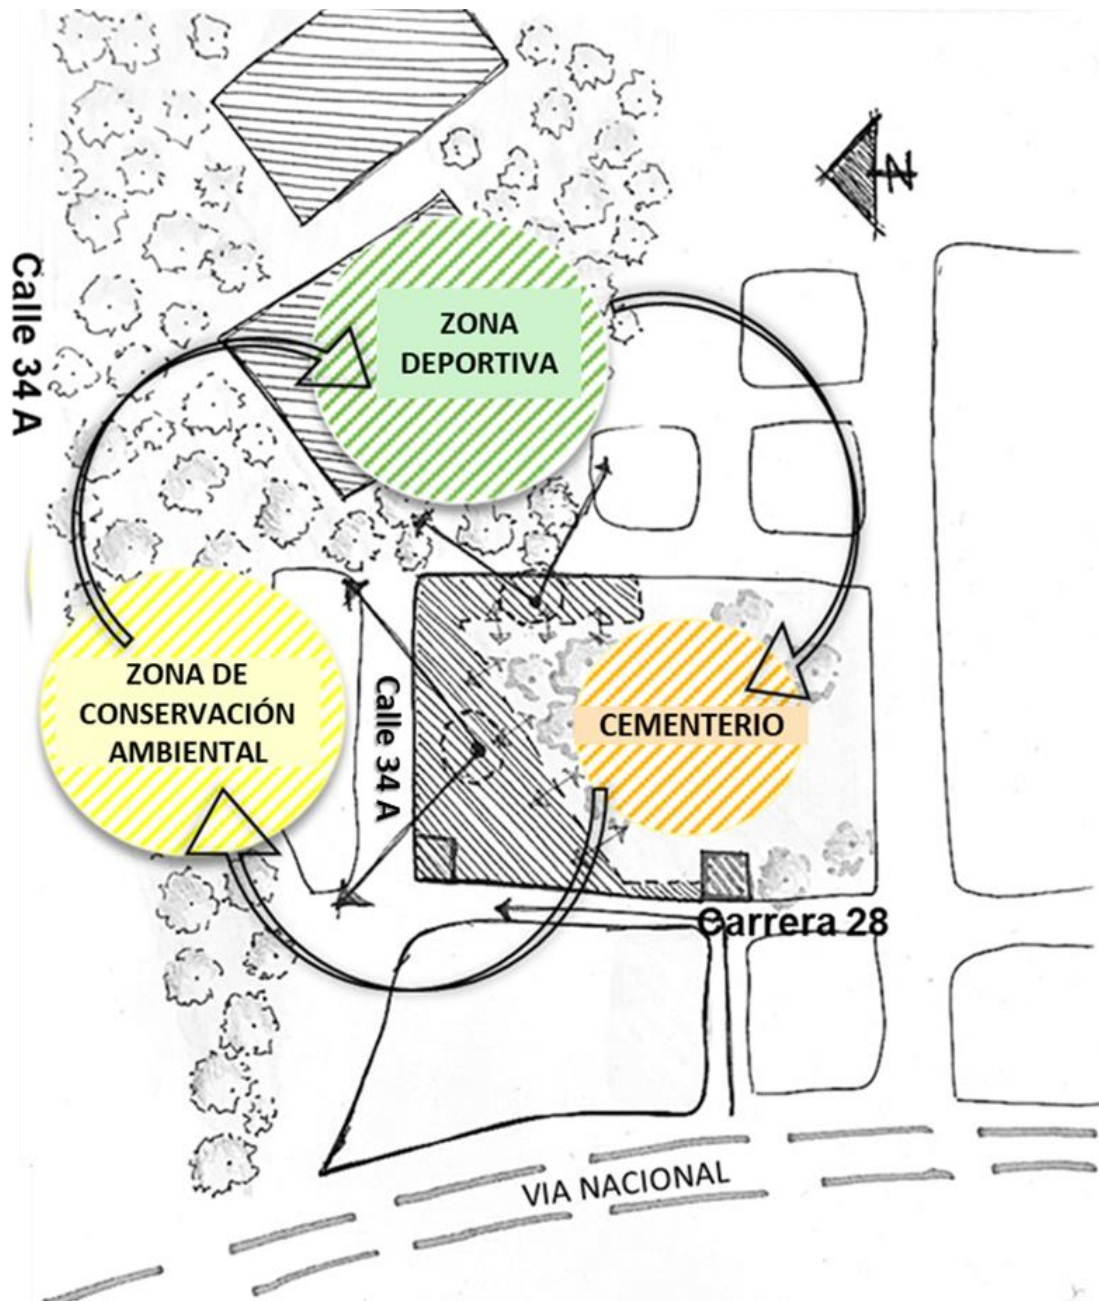 N
Calle 34 A
ZONA
DEPORTIVA
ZONA DE
CONSERVACIÓN
AMBIENTAL
Calle 34 A
CEMENTERIO
Carrera 28
VIA NACIONAL